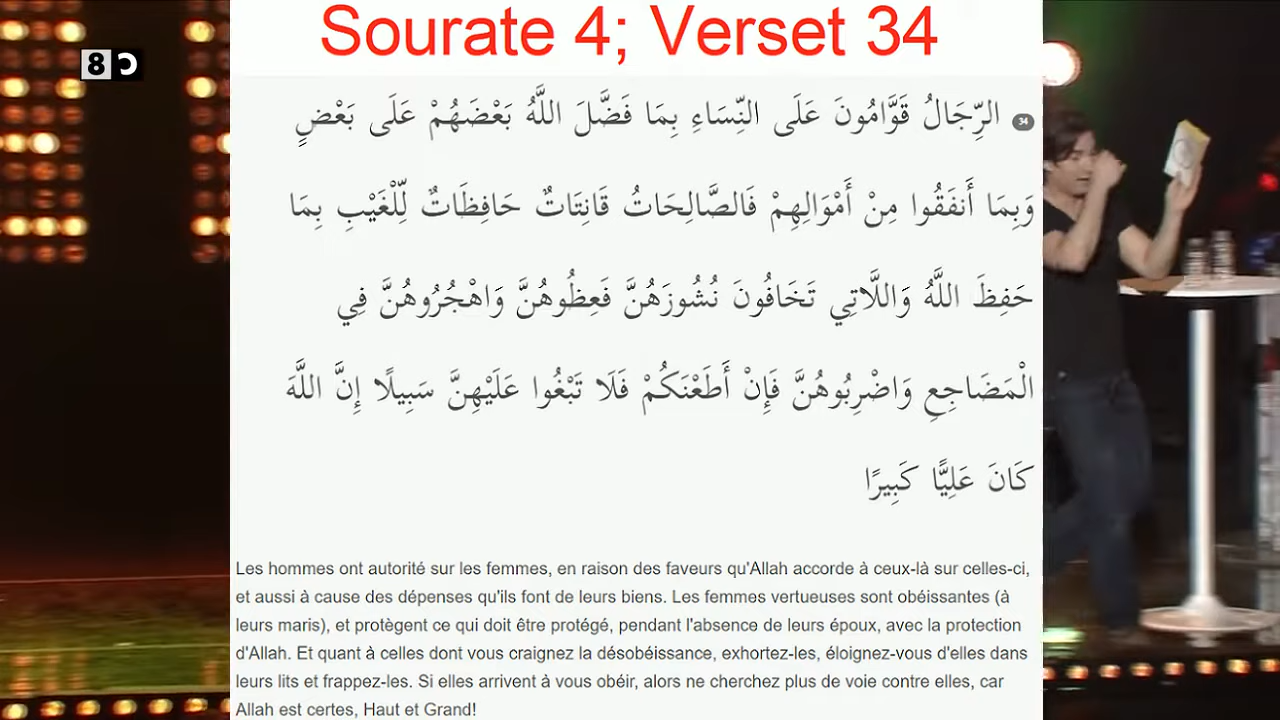 Sourate 4; Verset 34
C8
34 الرِّجَالُ قَوَّامُونَ عَلَى النِّسَاءِ بِمَا فَضَّلَ اللَّهُ بَعْضَهُمْ عَلَى بَعْضٍ
وَبِمَا أَنفَقُوا مِنْ أَمْوَالِهِمْ فَالصَّالِحَاتُ قَانِتَاتٌ حَافِظَاتٌ لِّلْغَيْبِ بِمَا
حَفِظَ اللَّهُ وَاللَّاتِي تَخَافُونَ نُشُوزَهُنَّ فَعِظُوهُنَّ وَاهْجُرُوهُنَّ فِي
الْمَضَاجِعِ وَاضْرِبُوهُنَّ فَإِنْ أَطَعْنَكُمْ فَلَا تَبْغُوا عَلَيْهِنَّ سَبِيلًا إِنَّ اللَّهَ
كَانَ عَلِيًّا كَبِيرًا
Les hommes ont autorité sur les femmes, en raison des faveurs qu'Allah accorde à ceux-là sur celles-ci,
et aussi à cause des dépenses qu'ils font de leurs biens. Les femmes vertueuses sont obéissantes (à
leurs maris), et protègent ce qui doit être protégé, pendant l'absence de leurs époux, avec la protection
d'Allah. Et quant à celles dont vous craignez la désobéissance, exhortez-les, éloignez-vous d'elles dans
leurs lits et frappez-les. Si elles arrivent à vous obéir, alors ne cherchez plus de voie contre elles, car
Allah est certes, Haut et Grand!